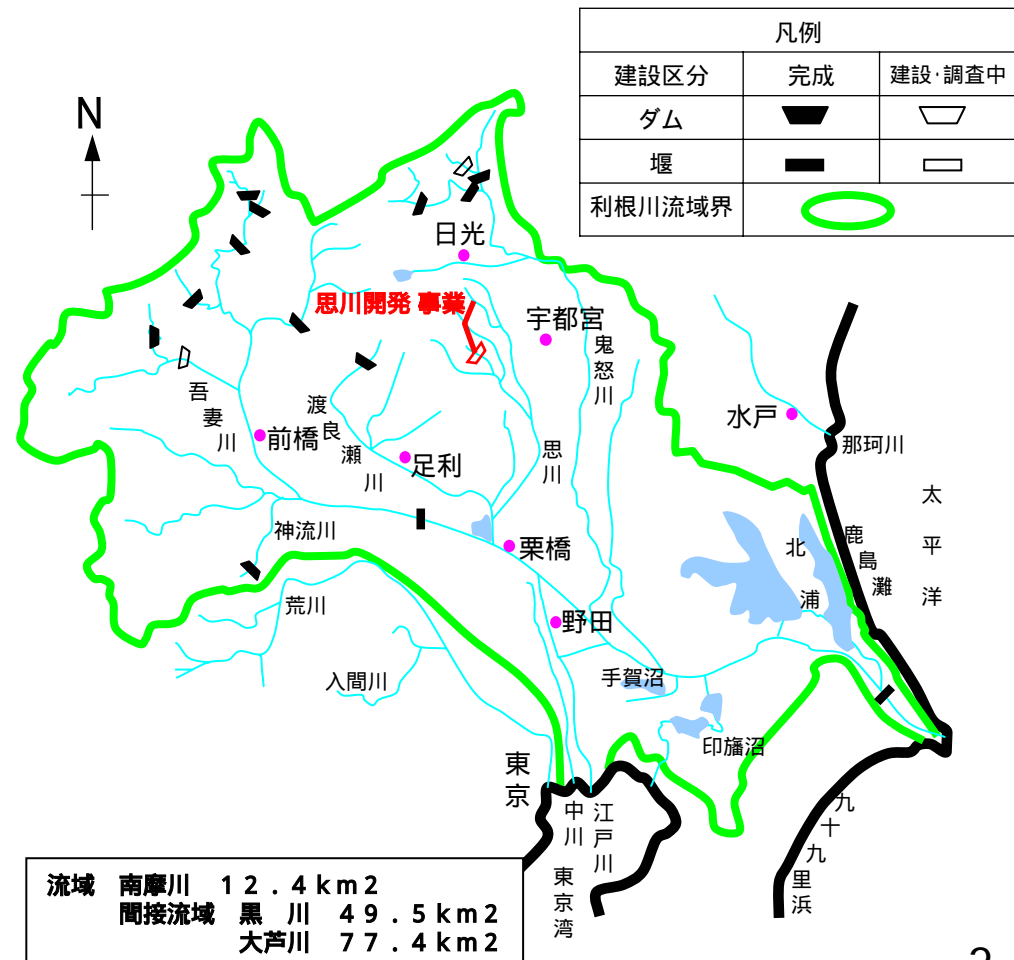 凡例
建設区分 完成 建設･調査中
ダム
堰
利根川流域界
N
日光
思川開発 事業
宇都宮
鬼怒川
水戸
那珂川
吾妻川
前橋
渡良瀬川
足利
思川
太平洋
鹿島灘
北浦
神流川
栗橋
荒川
野田
入間川
手賀沼
印旛沼
東京
中川
江戸川
東京湾
九十九里浜
流域 南摩川 12.4km2
間接流域 黒 川 49.5km2
大芦川 77.4km2